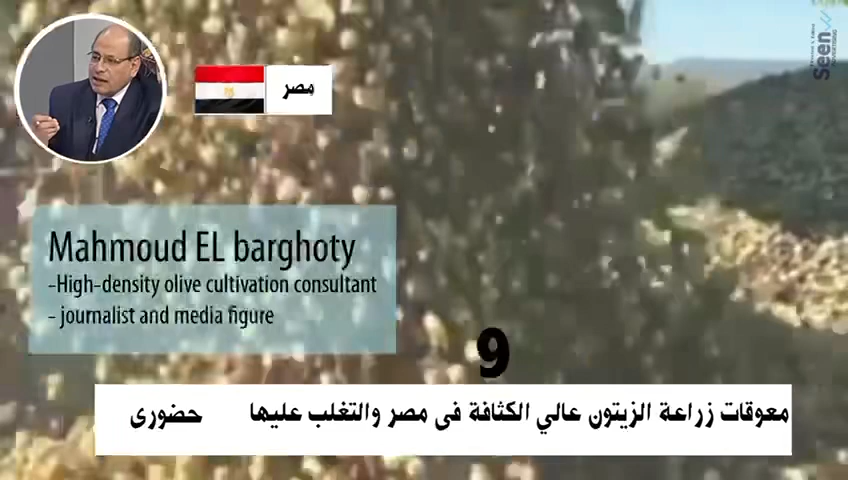 مصر
Seen
Mahmoud EL barghoty
-High-density olive cultivation consultant
- journalist and media figure
9
معوقات زراعة الزيتون عالي الكثافة فى مصر والتغلب عليها حضورى